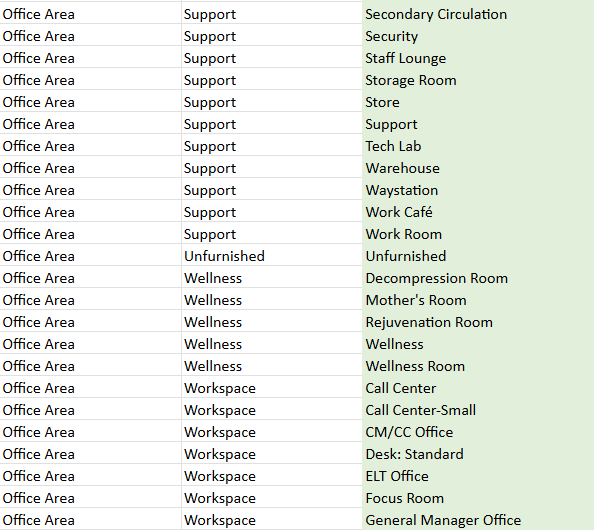 Office Area Support Secondary Circulation
Office Area Support Security
Office Area Support Staff Lounge
Office Area Support Storage Room
Office Area Support Store
Office Area Support Support
Office Area Support Tech Lab
Office Area Support Warehouse
Office Area Support Waystation
Office Area Support Work Café
Office Area Support Work Room
Office Area Unfurnished Unfurnished
Office Area Wellness Decompression Room
Office Area Wellness Mother's Room
Office Area Wellness Rejuvenation Room
Office Area Wellness Wellness
Office Area Wellness Wellness Room
Office Area Workspace Call Center
Office Area Workspace Call Center-Small
Office Area Workspace CM/CC Office
Office Area Workspace Desk: Standard
Office Area Workspace ELT Office
Office Area Workspace Focus Room
Office Area Workspace General Manager Office